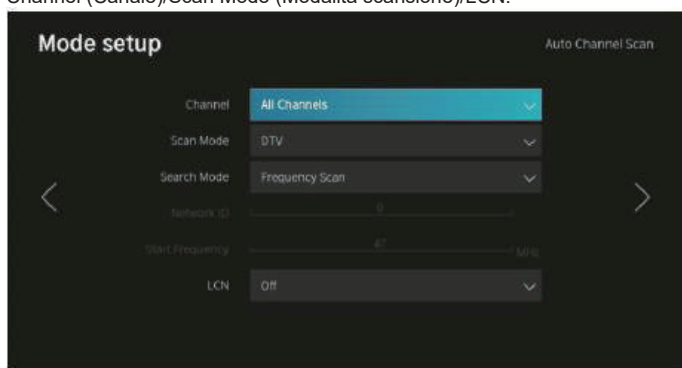 Channel (Canale)/Scan Mode (Modalità scansione)/LCN.
Mode setup
Auto Channel Scan
Channel All Channels
Scan Mode DTV
Search Mode Frequency Scan
Network ID 0
Start Frequency 47 MHz
LCN Off